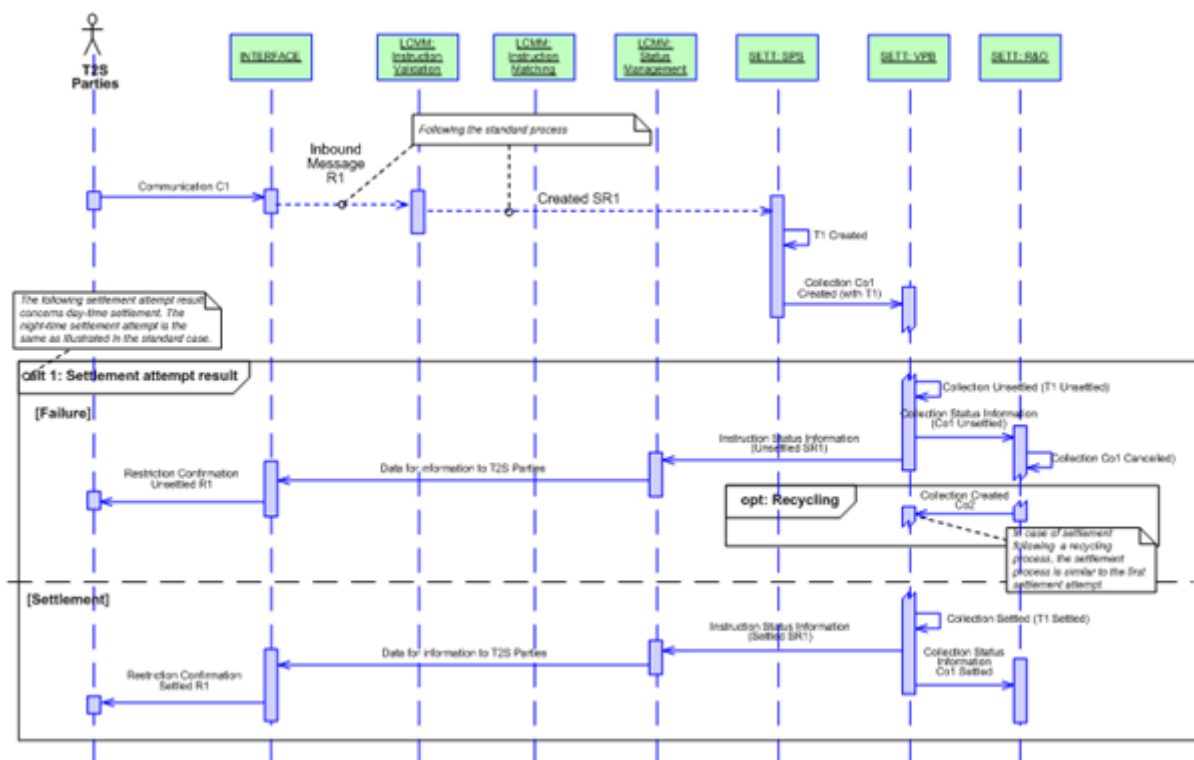 T2S
Parties
INTERFACE
LCMM:
Instruction
Validation
LCMM:
Instruction
Matching
LCMM:
Status
Management
SETT: SPS
SETT: VPB
SETT: R&O
Following the standard process
Inbound
Message
R1
Communication C1
Created SR1
T1 Created
Collection Co1
Created (with T1)
The following settlement attempt result
concerns day-time settlement. The
night-time settlement attempt is the
same as illustrated in the standard case.
alt 1: Settlement attempt result
[Failure]
Collection Unsettled (T1 Unsettled)
Collection Status Information
(Co1 Unsettled)
Instruction Status Information
(Unsettled SR1)
Collection Co1 Cancelled)
Data for information to T2S Parties
Restriction Confirmation
Unsettled R1
opt: Recycling
Collection Created
Co2
In case of settlement
following a recycling
process, the settlement
process is similar to the first
settlement attempt.
[Settlement]
Collection Settled (T1 Settled)
Instruction Status Information
(Settled SR1)
Data for information to T2S Parties
Collection Status
Information
Co1 Settled
Restriction Confirmation
Settled R1